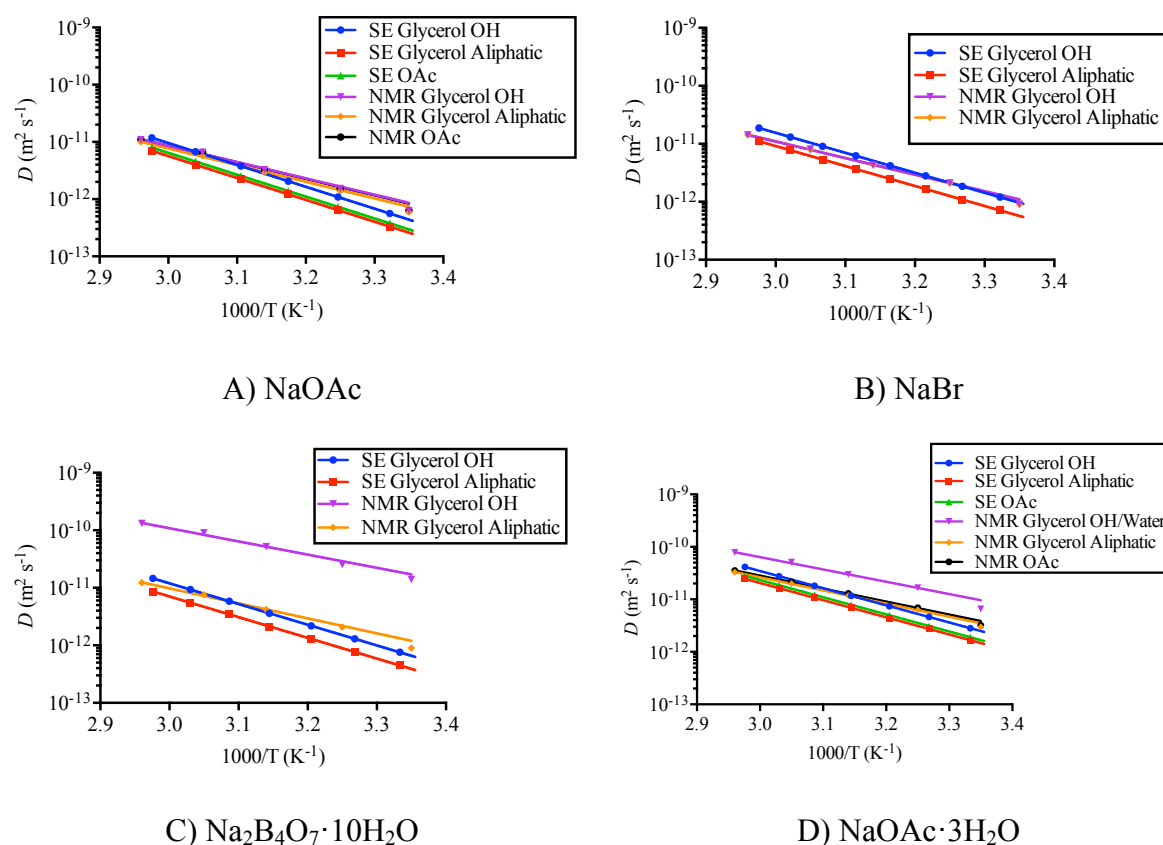 10⁻⁹
10⁻¹⁰
10⁻¹¹
10⁻¹²
10⁻¹³
D (m² s⁻¹)
2.9 3.0 3.1 3.2 3.3 3.4
1000/T (K⁻¹)
SE Glycerol OH
SE Glycerol Aliphatic
SE OAc
NMR Glycerol OH
NMR Glycerol Aliphatic
NMR OAc
A) NaOAc
10⁻⁹
10⁻¹⁰
10⁻¹¹
10⁻¹²
10⁻¹³
D (m² s⁻¹)
2.9 3.0 3.1 3.2 3.3 3.4
1000/T (K⁻¹)
SE Glycerol OH
SE Glycerol Aliphatic
NMR Glycerol OH
NMR Glycerol Aliphatic
B) NaBr
10⁻⁹
10⁻¹⁰
10⁻¹¹
10⁻¹²
10⁻¹³
D (m² s⁻¹)
2.9 3.0 3.1 3.2 3.3 3.4
1000/T (K⁻¹)
SE Glycerol OH
SE Glycerol Aliphatic
NMR Glycerol OH
NMR Glycerol Aliphatic
C) Na₂B₄O₇·10H₂O
10⁻⁹
10⁻¹⁰
10⁻¹¹
10⁻¹²
10⁻¹³
D (m² s⁻¹)
2.9 3.0 3.1 3.2 3.3 3.4
1000/T (K⁻¹)
SE Glycerol OH
SE Glycerol Aliphatic
SE OAc
NMR Glycerol OH/Water
NMR Glycerol Aliphatic
NMR OAc
D) NaOAc·3H₂O